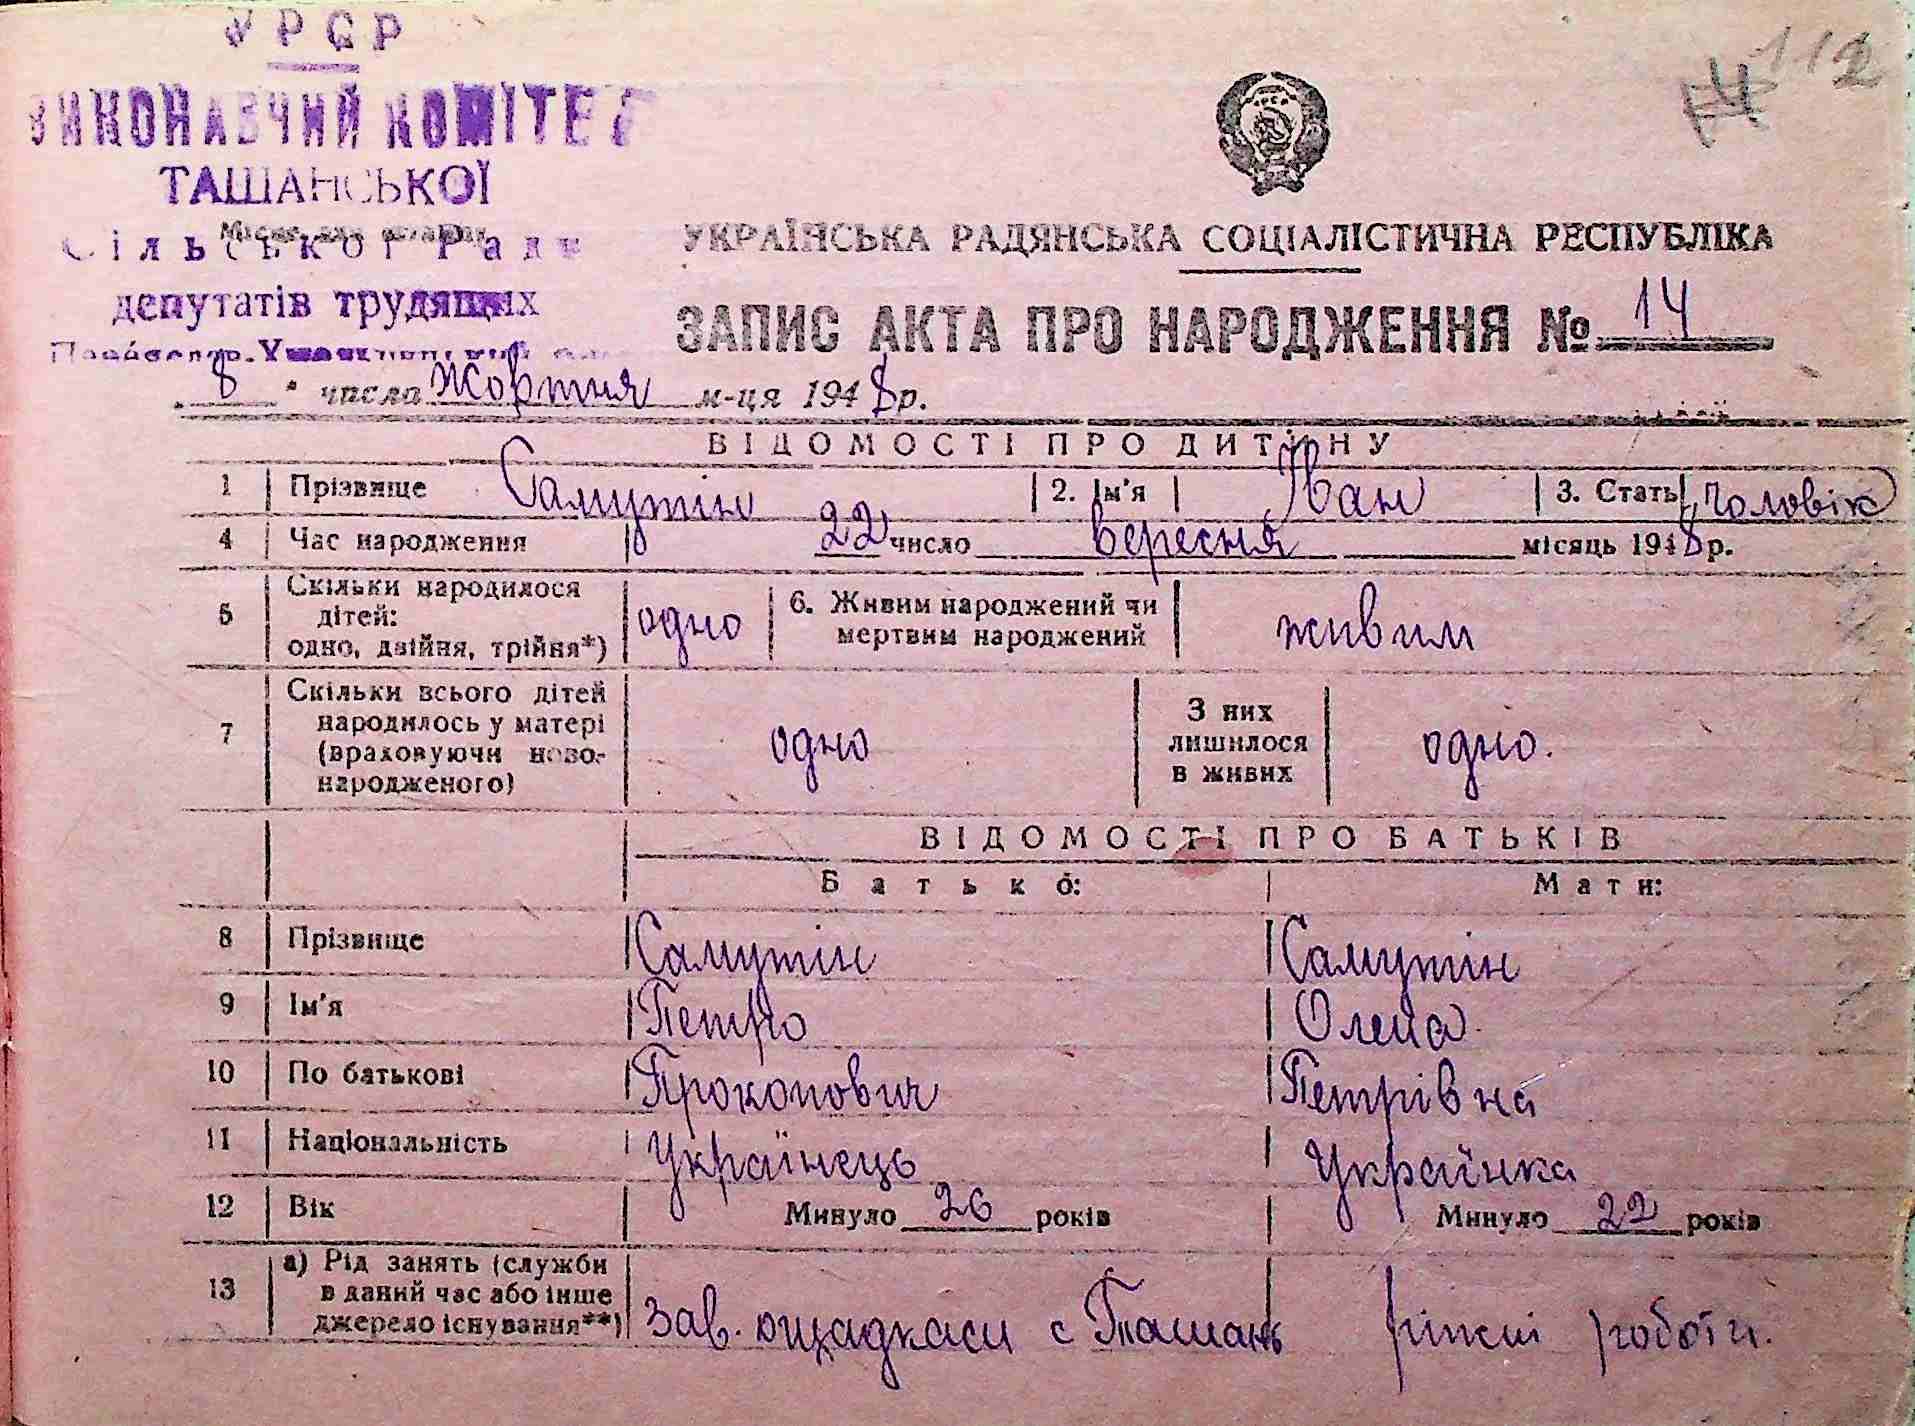 УРСР
ВИКОНАВЧИЙ КОМІТЕТ
ТАШАНСЬКОЇ
Сільської Ради
депутатів трудящих
112
УРСР
УКРАЇНСЬКА РАДЯНСЬКА СОЦІАЛІСТИЧНА РЕСПУБЛІКА
ЗАПИС АКТА ПРО НАРОДЖЕННЯ № 14
„8" числа Жовтня м-ця 1948 р.
ВІДОМОСТІ ПРО ДИТИНУ
1 Прізвище Самутін 2. Ім'я Іван 3. Стать чоловік
4 Час народження 22 число вересня місяць 1948 р.
5 Скільки народилося дітей: одно, двійня, трійня*) одно 6. Живим народжений чи мертвим народжений живим
7 Скільки всього дітей народилось у матері (враховуючи новонародженого) одно З них лишилося в живих одно.
ВІДОМОСТІ ПРО БАТЬКІВ
Батько: Мати:
8 Прізвище Самутін Самутін
9 Ім'я Петро Олена
10 По батькові Прокопович Петрівна
11 Національність Українець Українка
12 Вік Минуло 26 років Минуло 22 років
13 а) Рід занять (служби в даний час або інше джерело існування**) зав. ощадкаси с Ташань ріжні роботи.